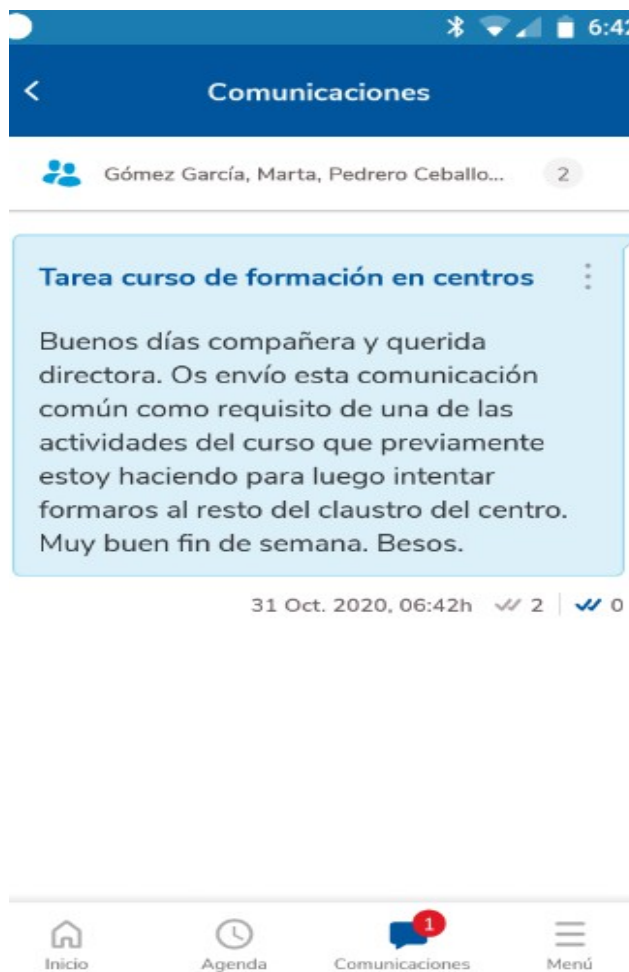 6:42
Comunicaciones
Gómez García, Marta, Pedrero Ceballo... 2
Tarea curso de formación en centros
Buenos días compañera y querida
directora. Os envío esta comunicación
común como requisito de una de las
actividades del curso que previamente
estoy haciendo para luego intentar
formaros al resto del claustro del centro.
Muy buen fin de semana. Besos.
31 Oct. 2020, 06:42h 2 0
1
Inicio Agenda Comunicaciones Menú